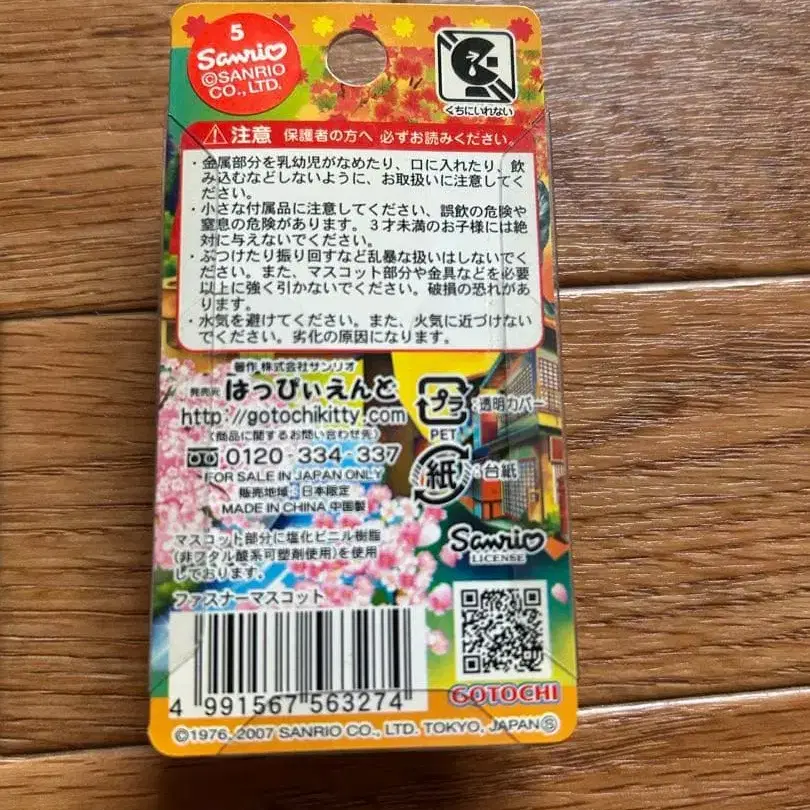 5
Sanrio
©SANRIO
CO., LTD.
くちにいれない
注意 保護者の方へ 必ずお読みください。
・金属部分を乳幼児がなめたり、口に入れたり、飲
み込むなどしないように、お取扱いに注意してく
ださい。
・小さな付属品に注意してください、誤飲の危険や
窒息の危険があります。３才未満のお子様には絶
対に与えないでください。
・ぶつけたり振り回すなど乱暴な扱いはしないでく
ださい。また、マスコット部分や金具などを必要
以上に強く引かないでください。破損の恐れがあ
ります。
・水気を避けてください。また、火気に近づけない
でください。劣化の原因になります。
著作 株式会社サンリオ
発売元 はっぴぃえんど
http://gotochikitty.com
〈商品に関するお問い合わせ先〉
0120-334-337
FOR SALE IN JAPAN ONLY
販売地域：日本限定
MADE IN CHINA 中国製
プラ
:透明カバー
PET
紙
:台紙
マスコット部分に塩化ビニル樹脂
(非フタル酸系可塑剤使用)を使用
しております。
ファスナーマスコット
Sanrio
LICENSE
4 991567 563274
GOTOCHI
©1976, 2007 SANRIO CO., LTD. TOKYO, JAPAN Ⓢ